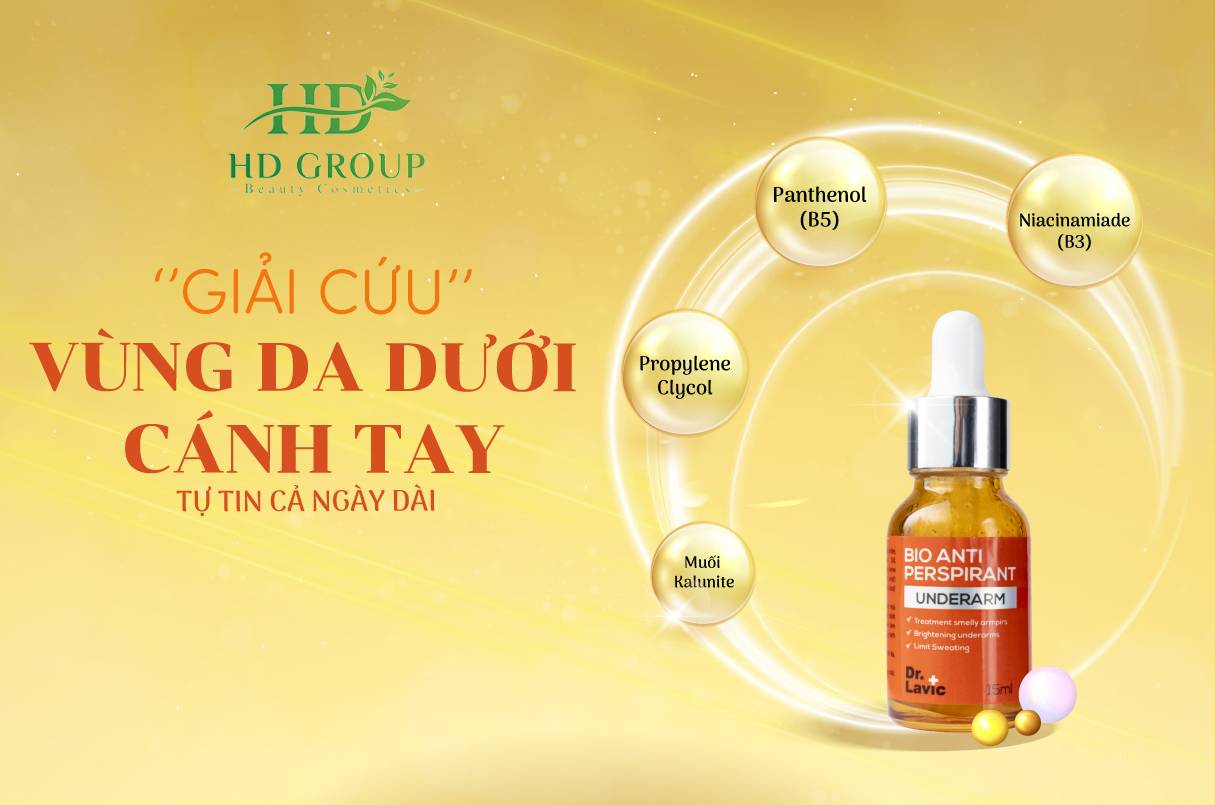 HD
HD GROUP
Beauty Cosmetics
‘‘GIẢI CỨU’’
VÙNG DA DƯỚI
CÁNH TAY
TỰ TIN CẢ NGÀY DÀI
Panthenol
(B5)
Niacinamiade
(B3)
Propylene
Clycol
Muối
Kalunite
BIO ANTI
PERSPIRANT
UNDERARM
✓ Treatment smelly armpirs
✓ Brightening underarms
✓ Limit Sweating
Dr.
Lavic
15ml